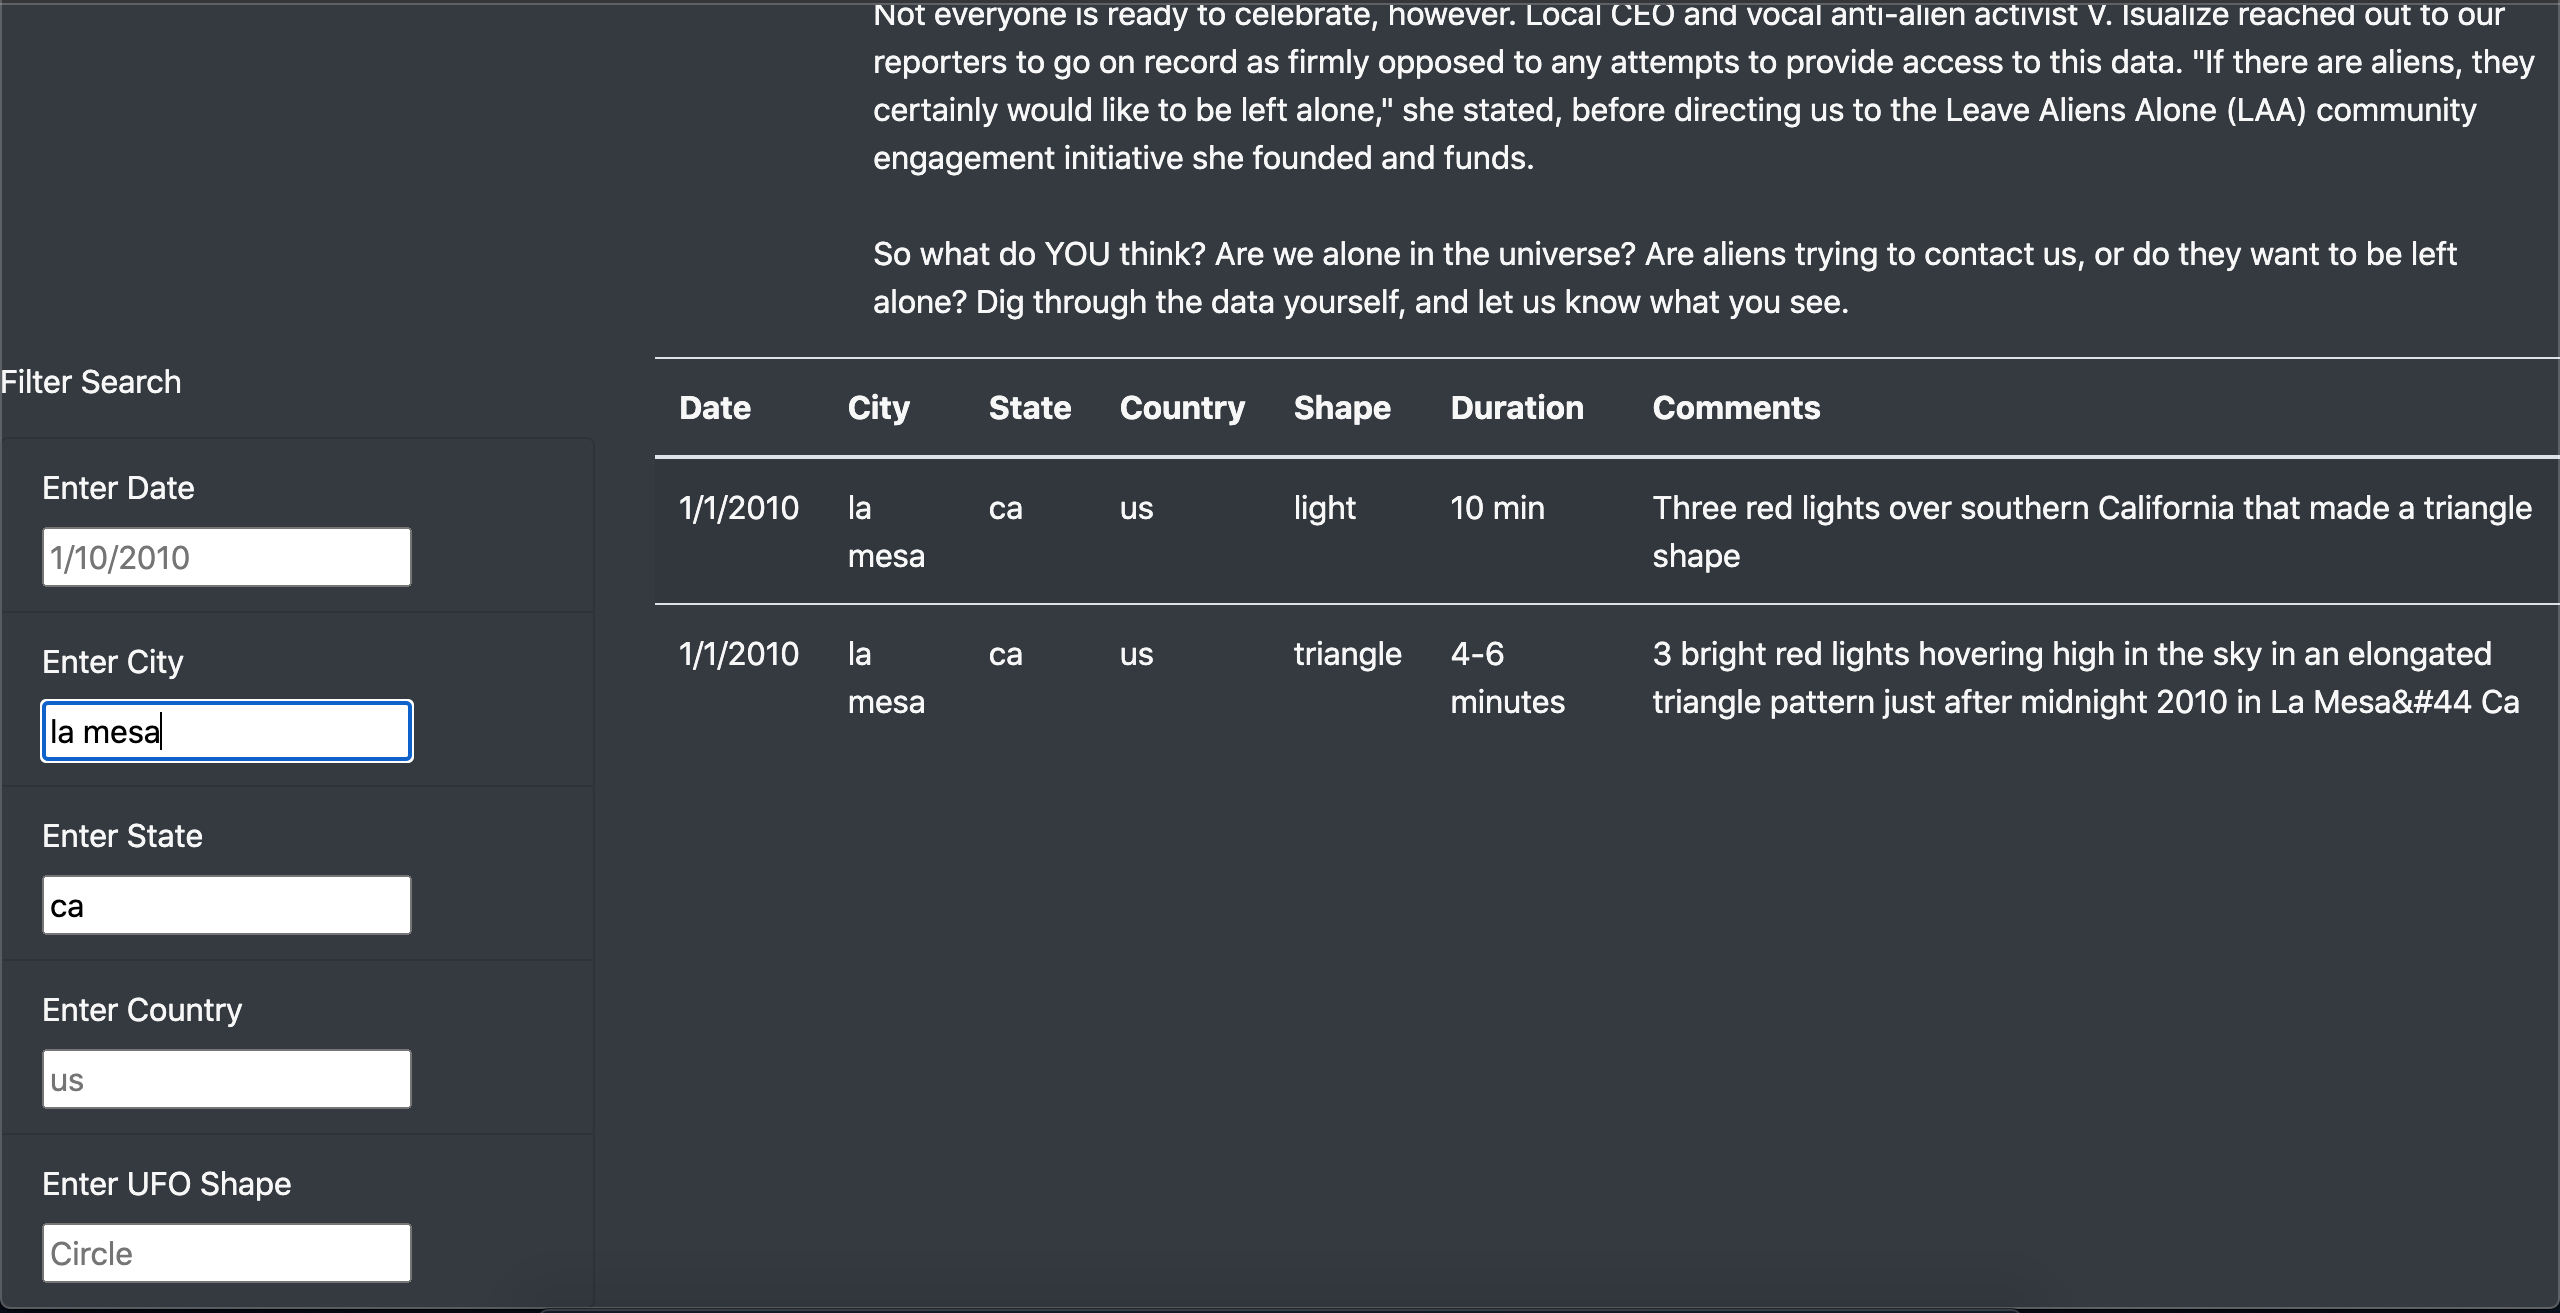 Not everyone is ready to celebrate, however. Local CEO and vocal anti-alien activist V. Isualize reached out to our
reporters to go on record as firmly opposed to any attempts to provide access to this data. "If there are aliens, they
certainly would like to be left alone," she stated, before directing us to the Leave Aliens Alone (LAA) community
engagement initiative she founded and funds.
So what do YOU think? Are we alone in the universe? Are aliens trying to contact us, or do they want to be left
alone? Dig through the data yourself, and let us know what you see.
Filter Search
Enter Date
1/10/2010
Enter City
la mesa
Enter State
ca
Enter Country
us
Enter UFO Shape
Circle
Date City State Country Shape Duration Comments
1/1/2010 la ca us light 10 min Three red lights over southern California that made a triangle
mesa shape
1/1/2010 la ca us triangle 4-6 3 bright red lights hovering high in the sky in an elongated
mesa minutes triangle pattern just after midnight 2010 in La Mesa&#44 Ca